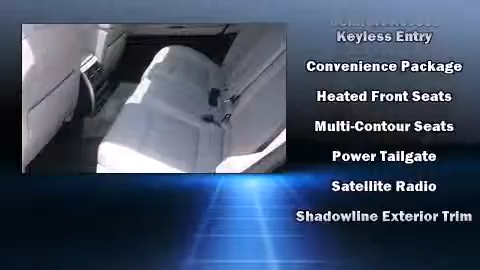 Keyless Entry
Convenience Package
Heated Front Seats
Multi-Contour Seats
Power Tailgate
Satellite Radio
Shadowline Exterior Trim